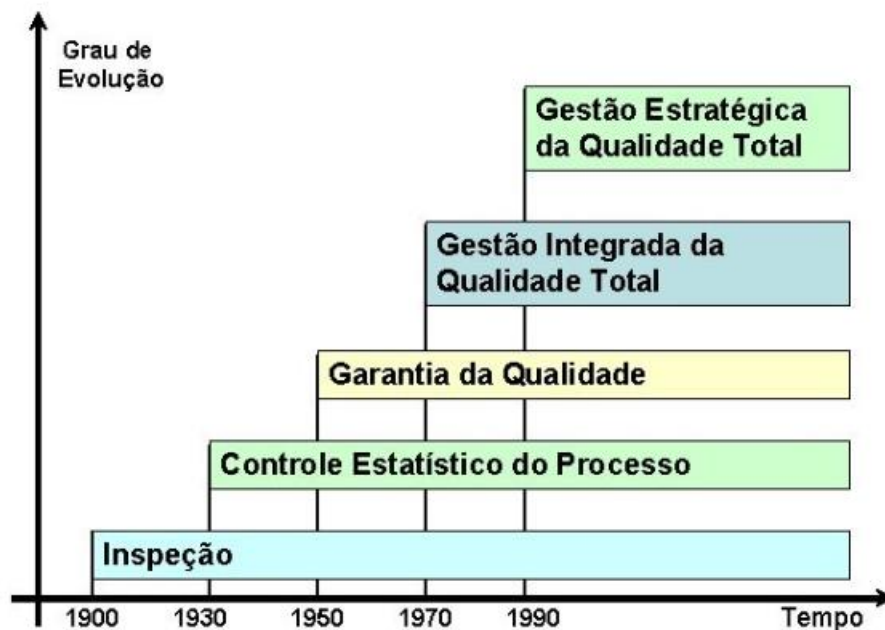 Grau de
Evolução
Gestão Estratégica
da Qualidade Total
Gestão Integrada da
Qualidade Total
Garantia da Qualidade
Controle Estatístico do Processo
Inspeção
1900 1930 1950 1970 1990 Tempo